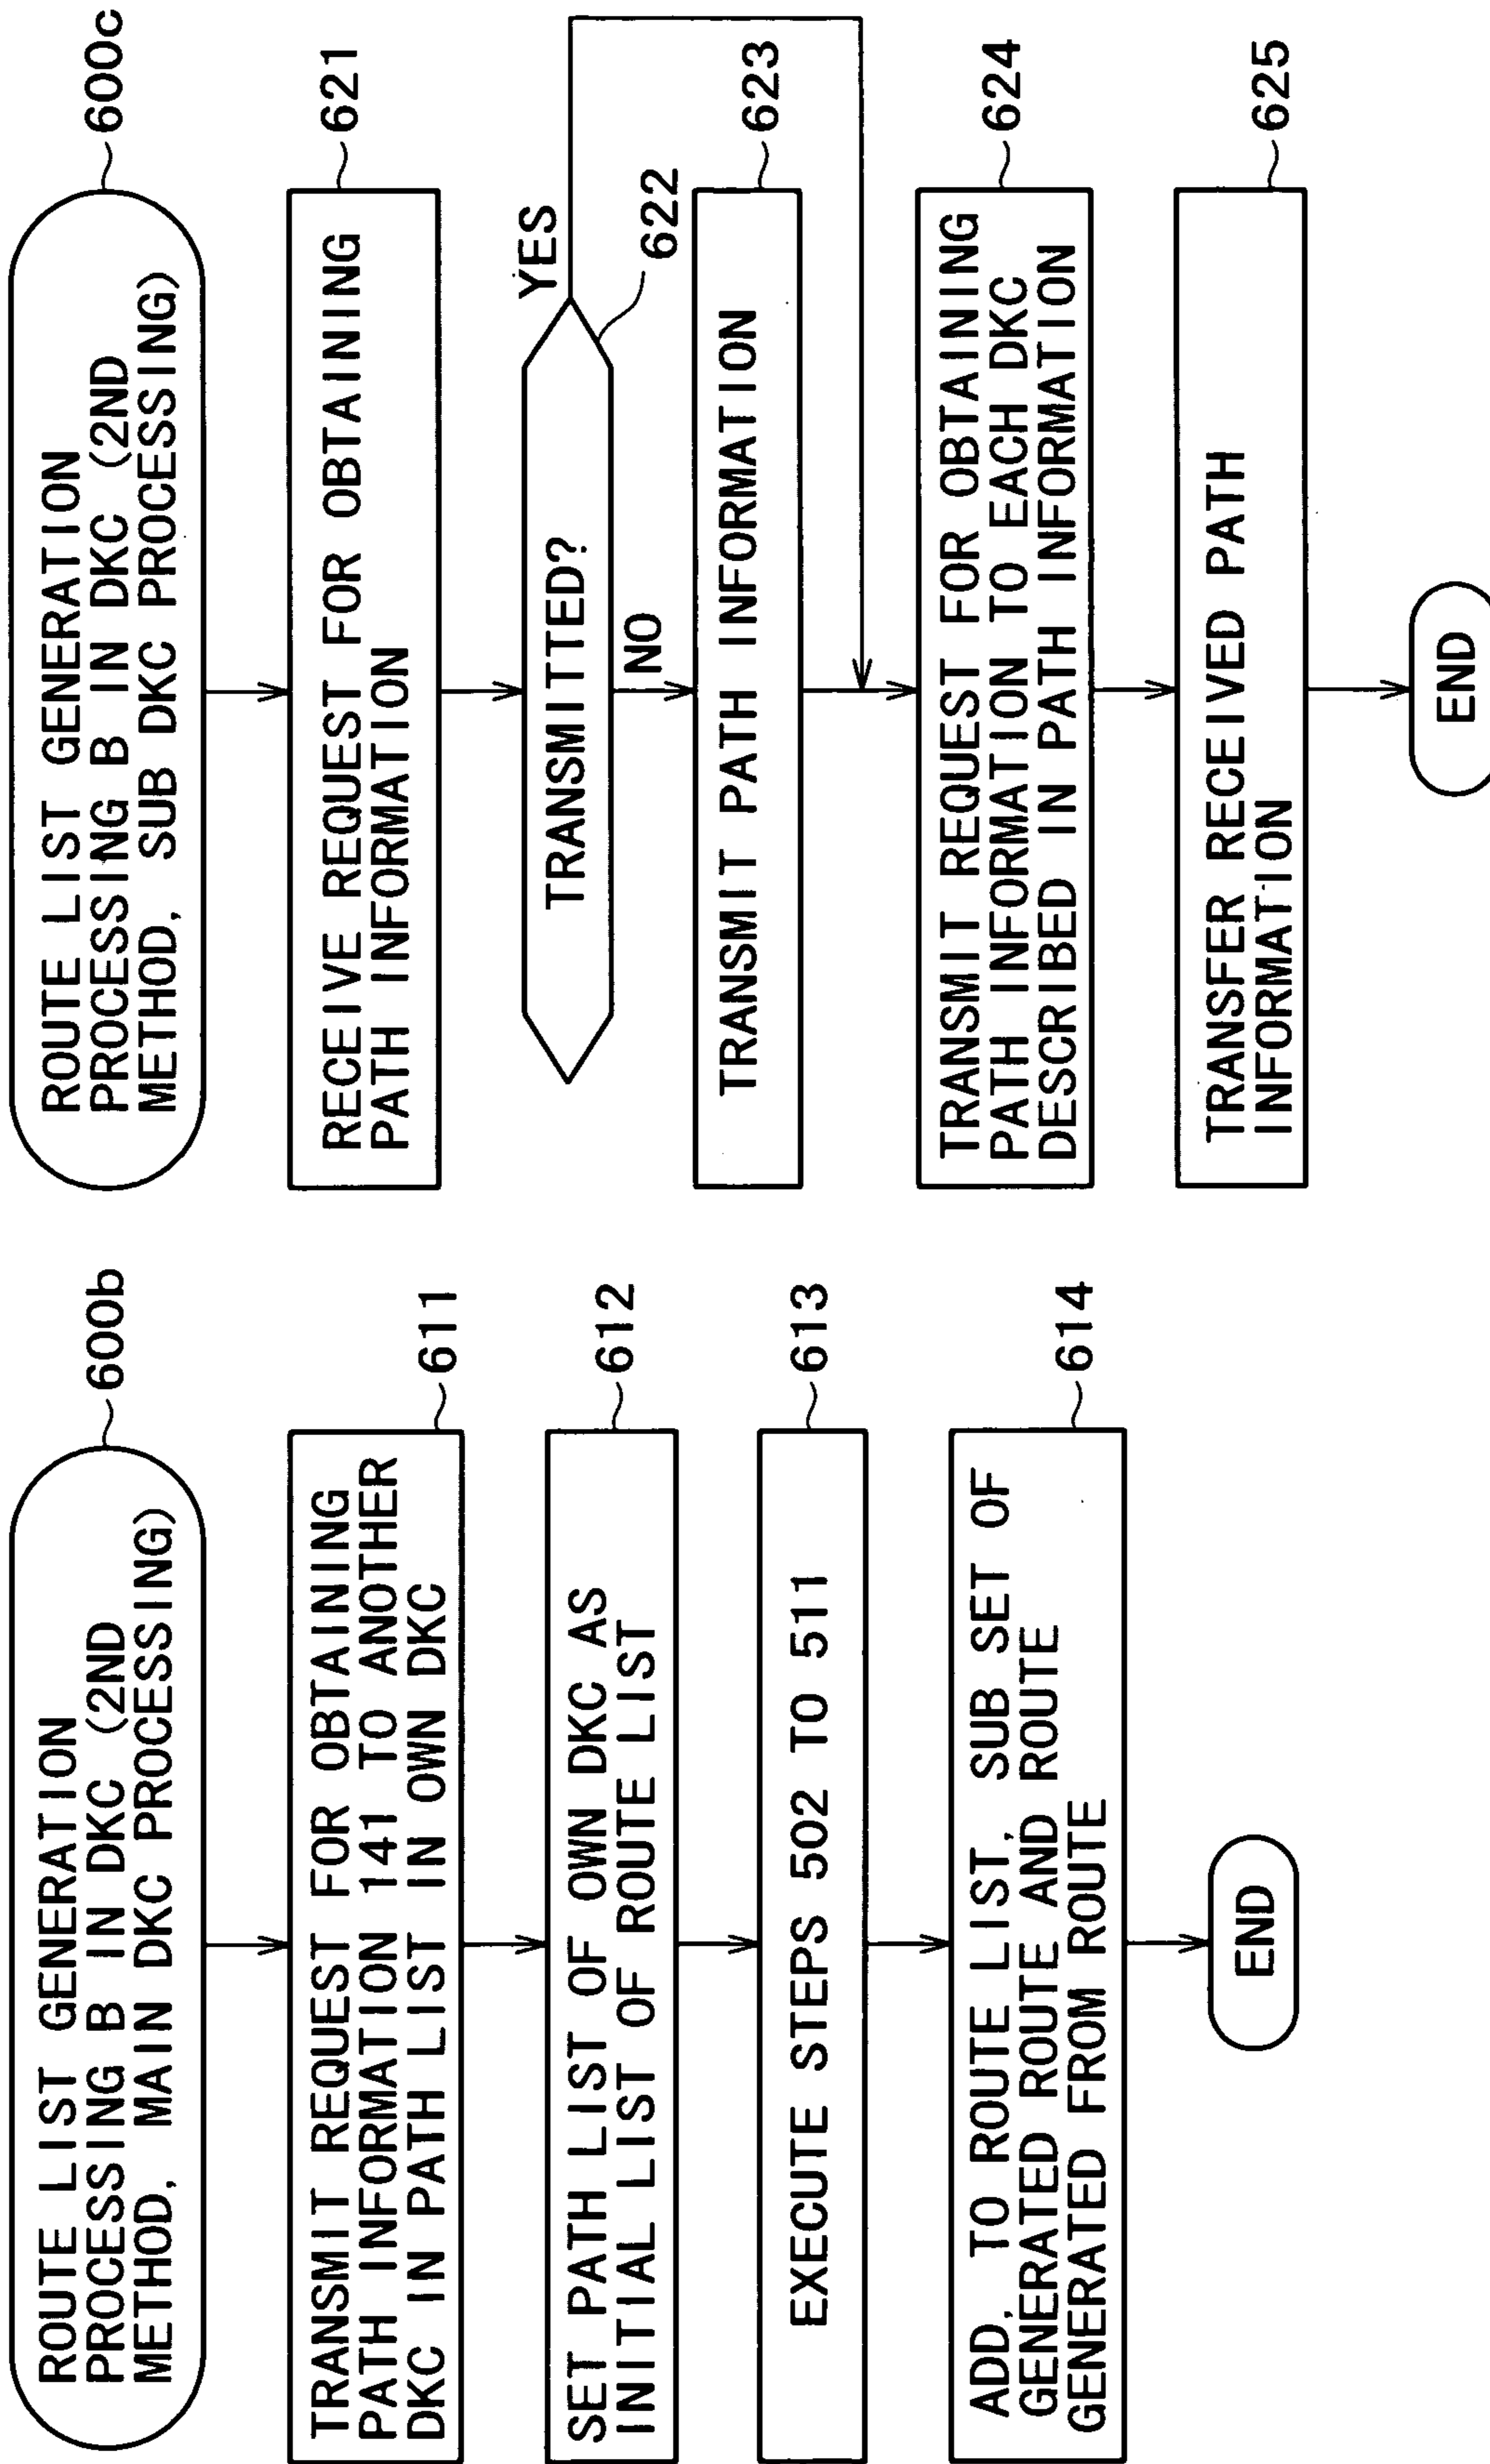 ROUTE LIST GENERATION
PROCESSING B IN DKC (2ND
METHOD, MAIN DKC PROCESSING)
600b
TRANSMIT REQUEST FOR OBTAINING
PATH INFORMATION 141 TO ANOTHER
DKC IN PATH LIST IN OWN DKC
611
SET PATH LIST OF OWN DKC AS
INITIAL LIST OF ROUTE LIST
612
EXECUTE STEPS 502 TO 511
613
ADD, TO ROUTE LIST, SUB SET OF
GENERATED ROUTE AND ROUTE
GENERATED FROM ROUTE
614
END
ROUTE LIST GENERATION
PROCESSING B IN DKC (2ND
METHOD, SUB DKC PROCESSING)
600c
RECEIVE REQUEST FOR OBTAINING
PATH INFORMATION
621
TRANSMITTED?
YES
622
NO
TRANSMIT PATH INFORMATION
623
TRANSMIT REQUEST FOR OBTAINING
PATH INFORMATION TO EACH DKC
DESCRIBED IN PATH INFORMATION
624
TRANSFER RECEIVED PATH
INFORMATION
625
END